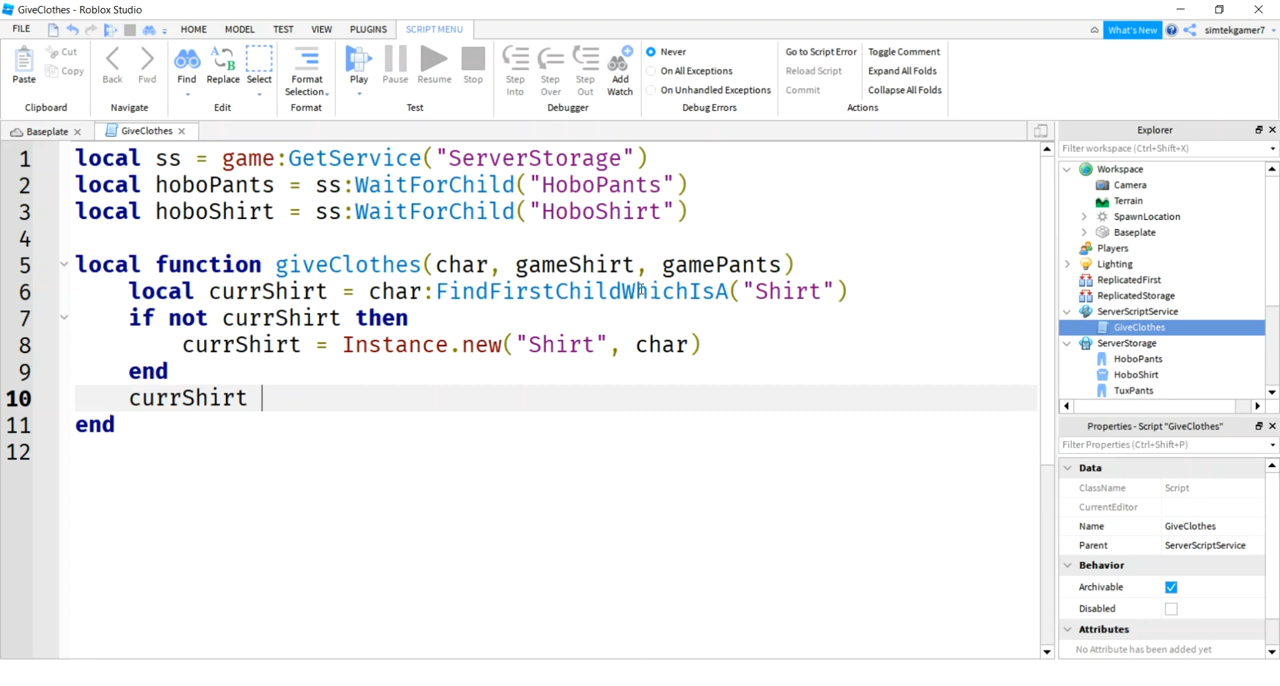 GiveClothes - Roblox Studio
FILE HOME MODEL TEST VIEW PLUGINS SCRIPT MENU What's New simtekgamer7
Paste Cut Copy Back Fwd Find Replace Select Format Selection Play Pause Resume Stop Step Into Step Over Step Out Add Watch
Never Go to Script Error Toggle Comment
On All Exceptions Reload Script Expand All Folds
On Unhandled Exceptions Commit Collapse All Folds
Clipboard Navigate Edit Format Test Debugger Debug Errors Actions
Baseplate GiveClothes
1 local ss = game:GetService("ServerStorage")
2 local hoboPants = ss:WaitForChild("HoboPants")
3 local hoboShirt = ss:WaitForChild("HoboShirt")
4
5 local function giveClothes(char, gameShirt, gamePants)
6 local currShirt = char:FindFirstChildWhichIsA("Shirt")
7 if not currShirt then
8 currShirt = Instance.new("Shirt", char)
9 end
10 currShirt
11 end
12
Explorer
Filter workspace (Ctrl+Shift+X)
Workspace
Camera
Terrain
SpawnLocation
Baseplate
Players
Lighting
ReplicatedFirst
ReplicatedStorage
ServerScriptService
GiveClothes
ServerStorage
HoboPants
HoboShirt
TuxPants
Properties - Script "GiveClothes"
Filter Properties (Ctrl+Shift+P)
Data
ClassName Script
CurrentEditor
Name GiveClothes
Parent ServerScriptService
Behavior
Archivable
Disabled
Attributes
No Attribute has been added yet